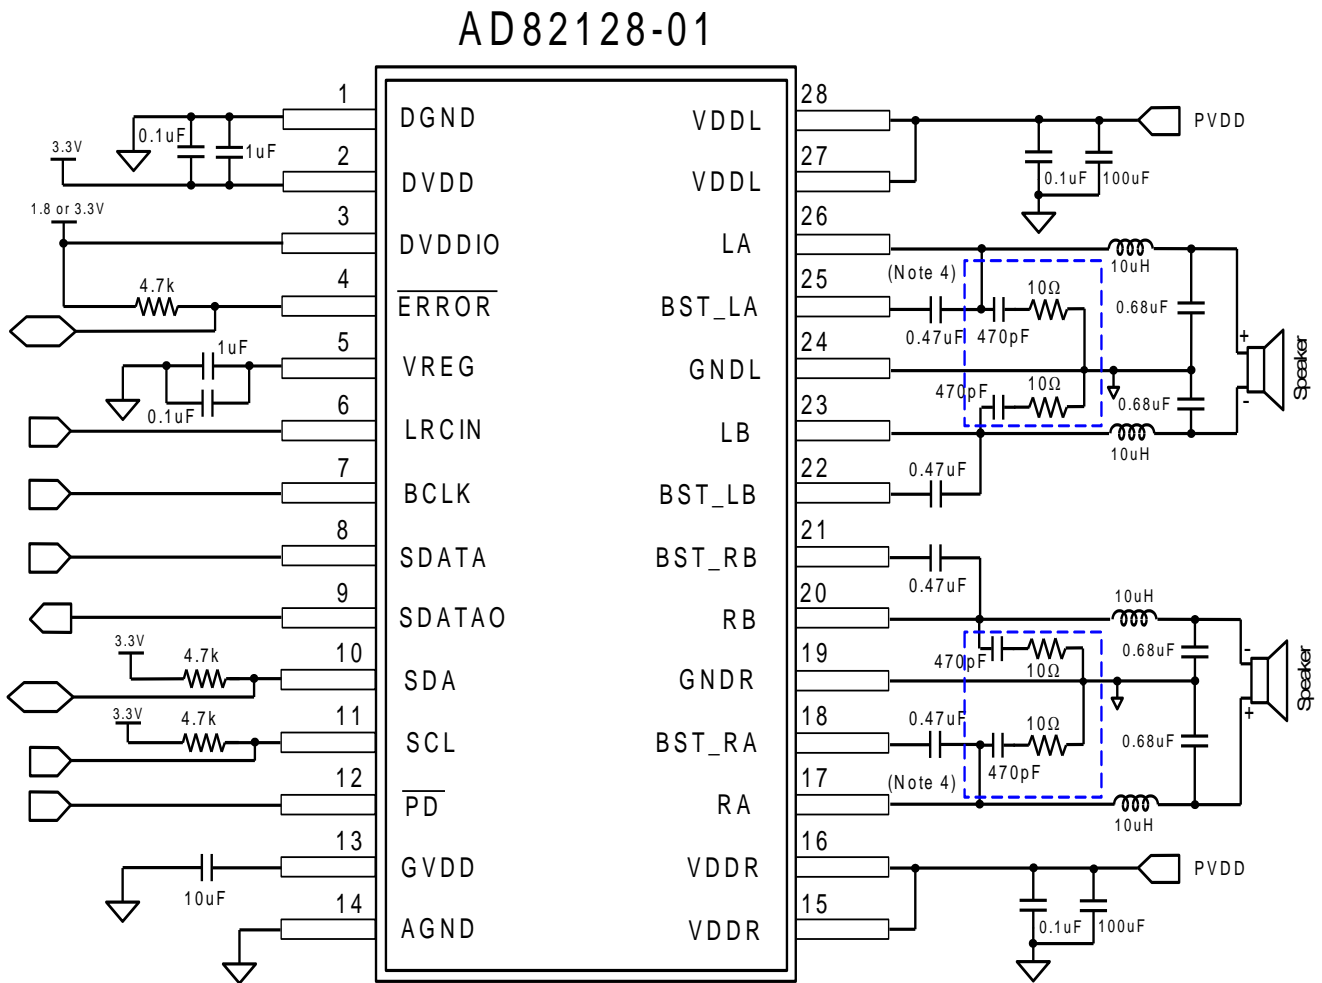 AD82128-01
1
DGND
0.1uF
1uF
3.3V
2
DVDD
1.8 or 3.3V
3
DVDDIO
4.7k
4
ERROR
1uF
5
VREG
0.1uF
6
LRCIN
7
BCLK
8
SDATA
9
SDATAO
3.3V
4.7k
10
SDA
3.3V
4.7k
11
SCL
12
PD
13
GVDD
10uF
14
AGND
28
VDDL
PVDD
27
VDDL
0.1uF
100uF
26
LA
10uH
(Note 4)
25
BST_LA
10Ω
0.47uF
470pF
0.68uF
24
GNDL
+
Speaker
-
470pF
10Ω
0.68uF
23
LB
10uH
22
BST_LB
0.47uF
21
BST_RB
0.47uF
20
RB
10uH
470pF
10Ω
0.68uF
19
GNDR
-
Speaker
+
18
BST_RA
0.47uF
10Ω
470pF
0.68uF
(Note 4)
17
RA
10uH
16
VDDR
PVDD
15
VDDR
0.1uF
100uF